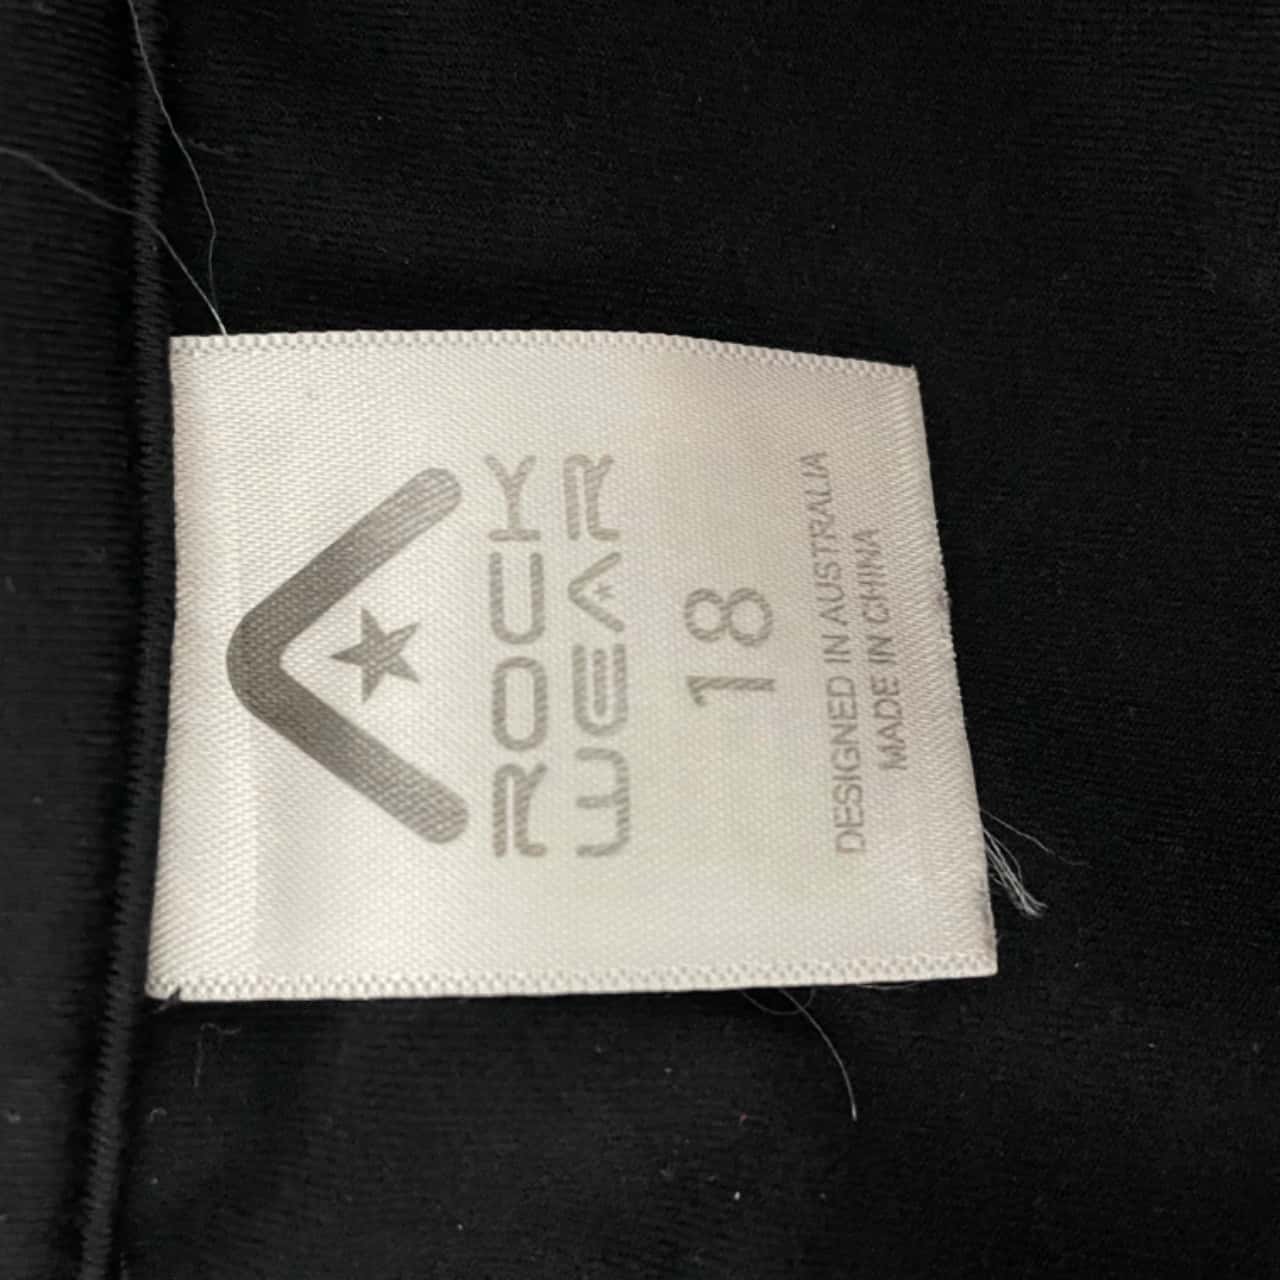 ROCK
WEAR
18
DESIGNED IN AUSTRALIA
MADE IN CHINA